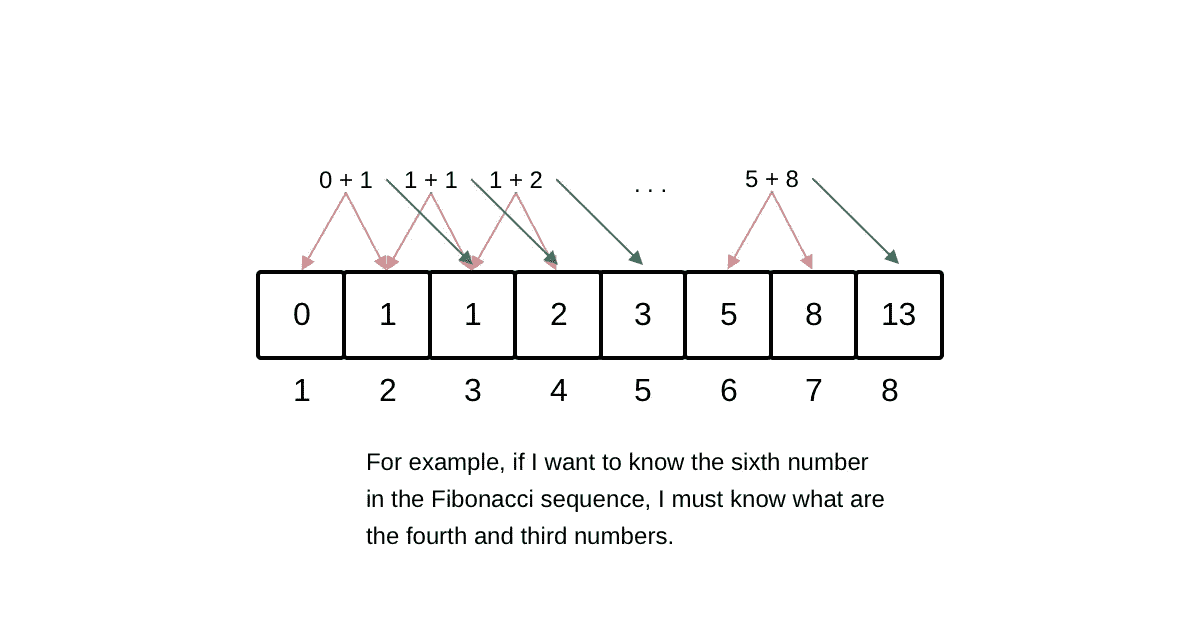 0 + 1 1 + 1 1 + 2 . . . 5 + 8
0 1 1 2 3 5 8 13
1 2 3 4 5 6 7 8
For example, if I want to know the sixth number
in the Fibonacci sequence, I must know what are
the fourth and third numbers.